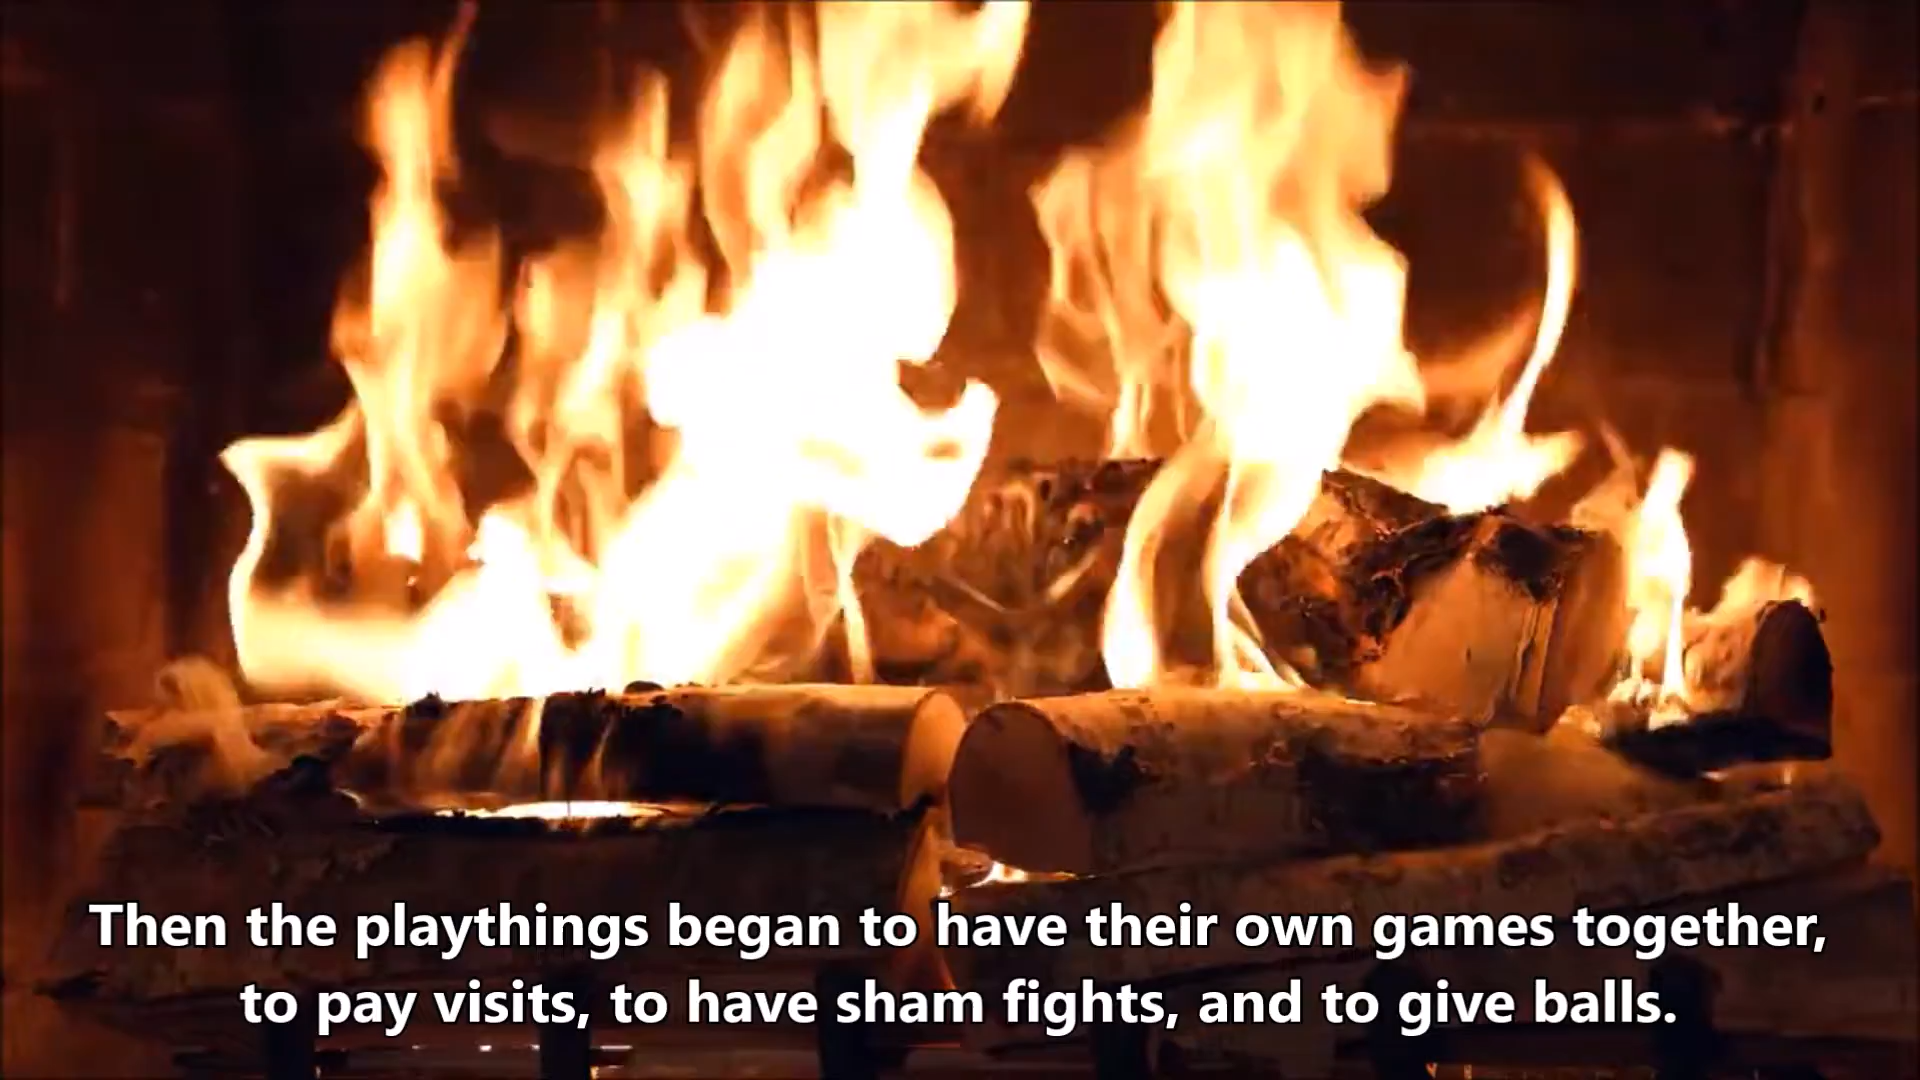 Then the playthings began to have their own games together,
to pay visits, to have sham fights, and to give balls.